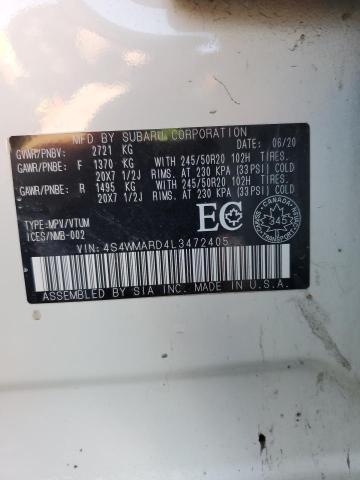 MFD BY SUBARU CORPORATION
GVWR/PNBV: 2721 KG 06/20
GAWR/PNBE: F 1370 KG WITH 245/50R20 102H TIRES.
20X7 1/2J RIMS. AT 230 KPA (33PSI) COLD
GAWR/PNBE: R 1495 KG WITH 245/50R20 102H TIRES.
20X7 1/2J RIMS. AT 230 KPA (33PSI) COLD
TYPE:MPV/VTUM
ICES/NMB-002
EC
CANADA
345
TRANSPORT
VIN: 4S4WMARD4L3472405
ASSEMBLED BY SIA INC. MADE IN U.S.A.